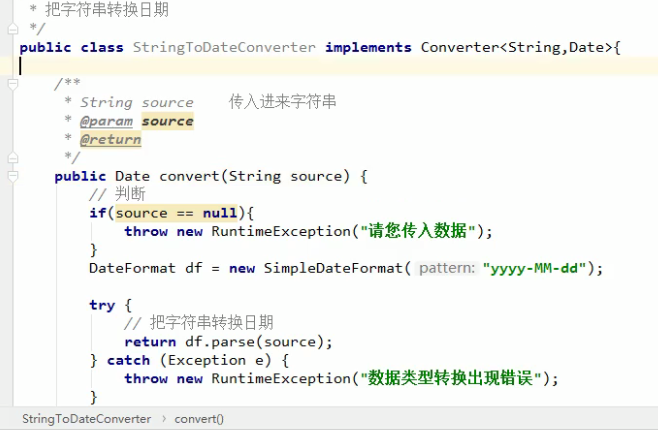 * 把字符串转换日期
*/
public class StringToDateConverter implements Converter<String,Date>{
/**
* String source    传入进来字符串
* @param source
* @return
*/
public Date convert(String source) {
// 判断
if(source == null){
throw new RuntimeException("请您传入数据");
}
DateFormat df = new SimpleDateFormat( pattern: "yyyy-MM-dd");
try {
// 把字符串转换日期
return df.parse(source);
} catch (Exception e) {
throw new RuntimeException("数据类型转换出现错误");
}
StringToDateConverter › convert()